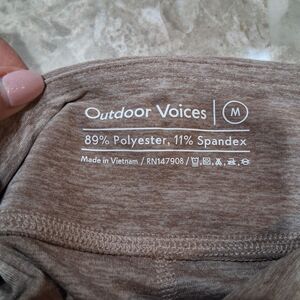 Outdoor Voices | M
89% Polyester, 11% Spandex
Made in Vietnam / RN147908 /